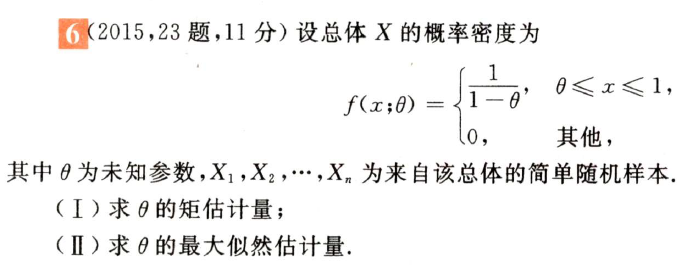 6 (2015,23 题,11 分) 设总体 X 的概率密度为
f(x;θ) = { 1/(1−θ), θ ≤ x ≤ 1,
0, 其他,
其中 θ 为未知参数,X₁,X₂,⋯,Xₙ 为来自该总体的简单随机样本.
(Ⅰ) 求 θ 的矩估计量;
(Ⅱ) 求 θ 的最大似然估计量.